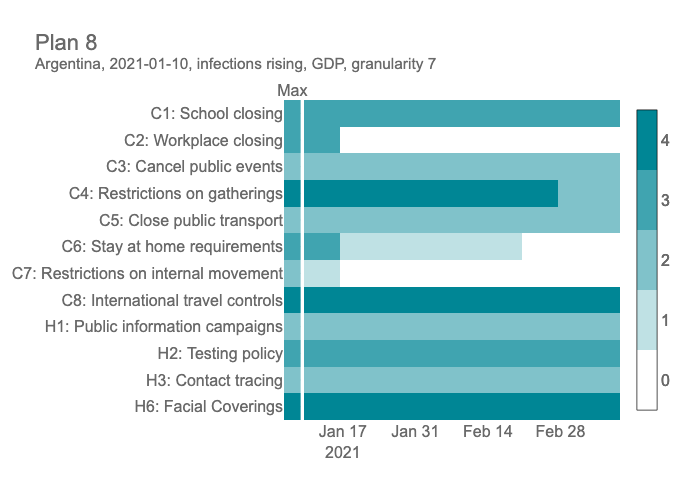 Plan 8
Argentina, 2021-01-10, infections rising, GDP, granularity 7
Max
C1: School closing
C2: Workplace closing
C3: Cancel public events
C4: Restrictions on gatherings
C5: Close public transport
C6: Stay at home requirements
C7: Restrictions on internal movement
C8: International travel controls
H1: Public information campaigns
H2: Testing policy
H3: Contact tracing
H6: Facial Coverings
Jan 17 Jan 31 Feb 14 Feb 28
2021
4
3
2
1
0